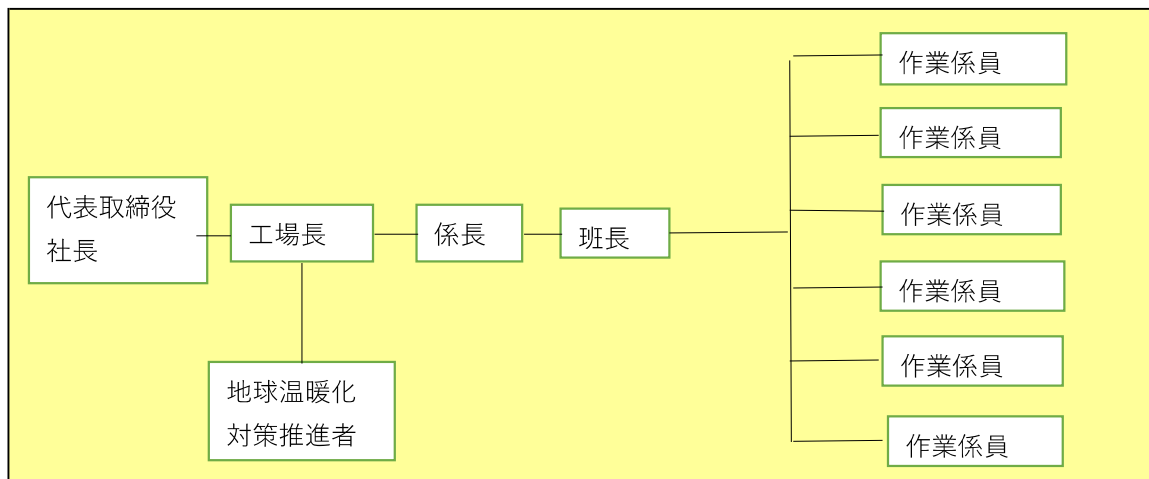 代表取締役
社長
工場長
係長
班長
地球温暖化
対策推進者
作業係員
作業係員
作業係員
作業係員
作業係員
作業係員